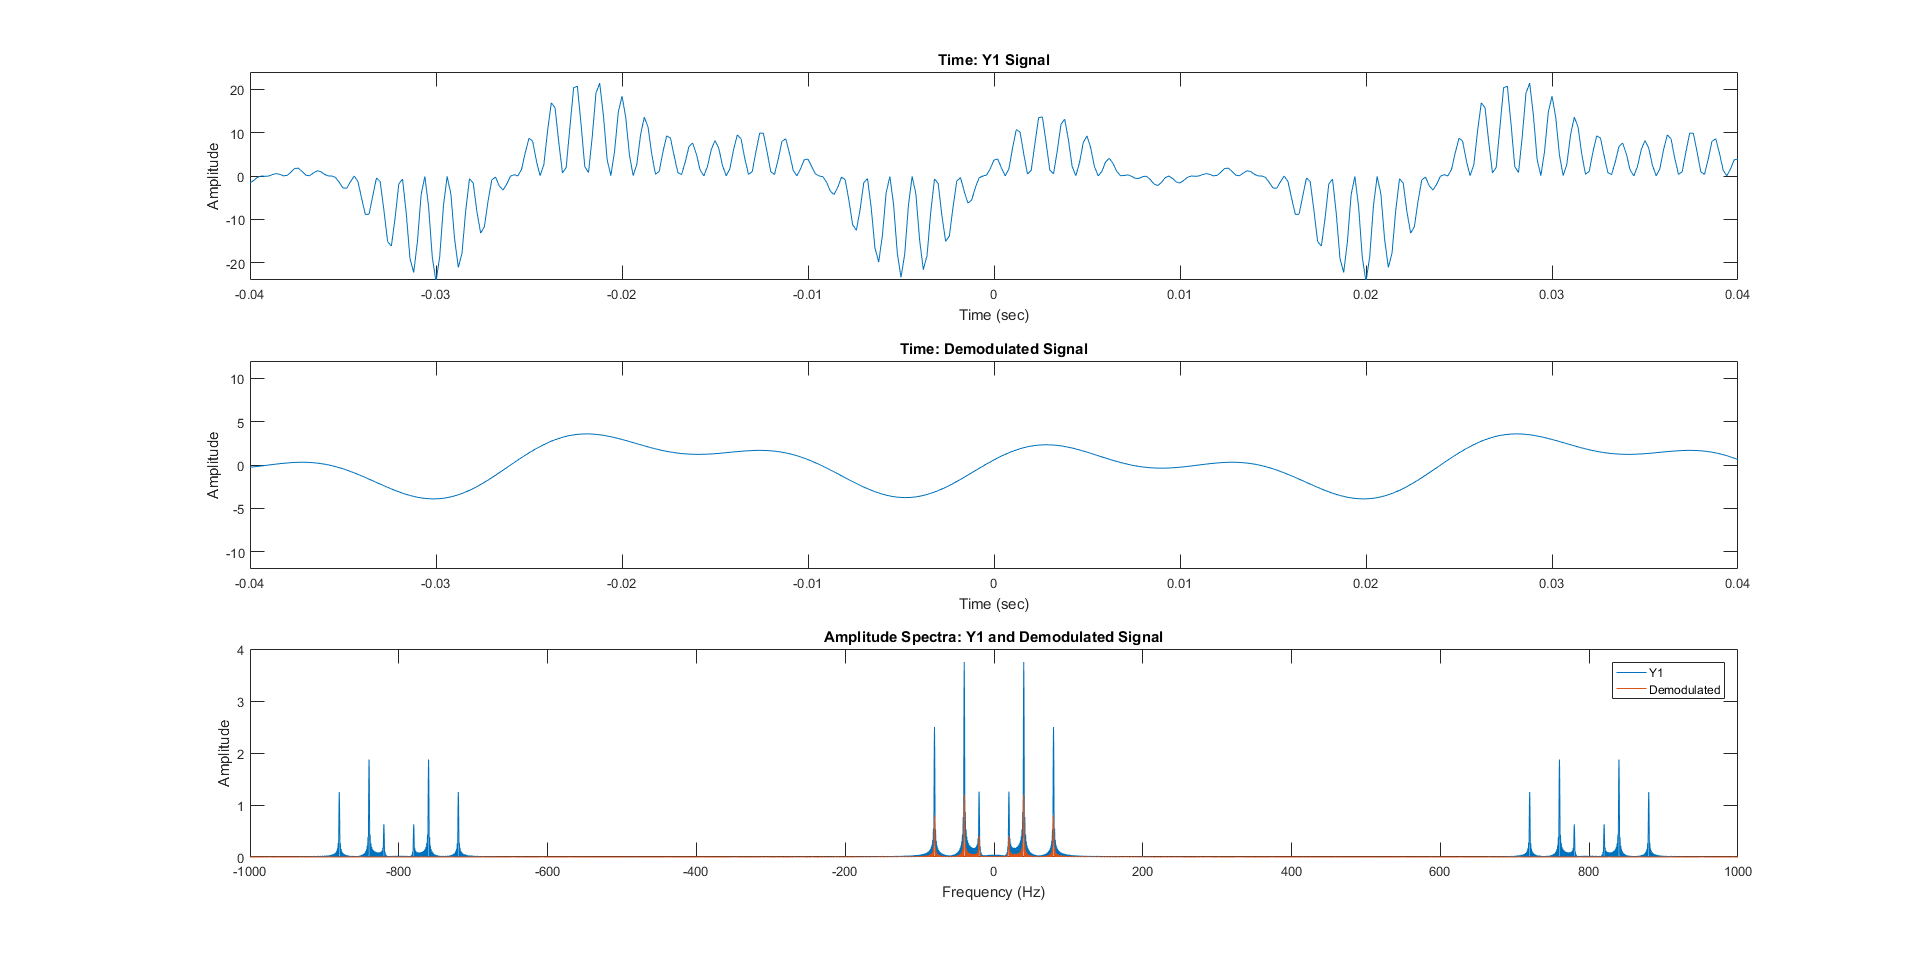 Time: Y1 Signal
20
10
0
-10
-20
Amplitude
-0.04 -0.03 -0.02 -0.01 0 0.01 0.02 0.03 0.04
Time (sec)
Time: Demodulated Signal
10
5
0
-5
-10
Amplitude
-0.04 -0.03 -0.02 -0.01 0 0.01 0.02 0.03 0.04
Time (sec)
Amplitude Spectra: Y1 and Demodulated Signal
4
3
2
1
0
Amplitude
Y1
Demodulated
-1000 -800 -600 -400 -200 0 200 400 600 800 1000
Frequency (Hz)